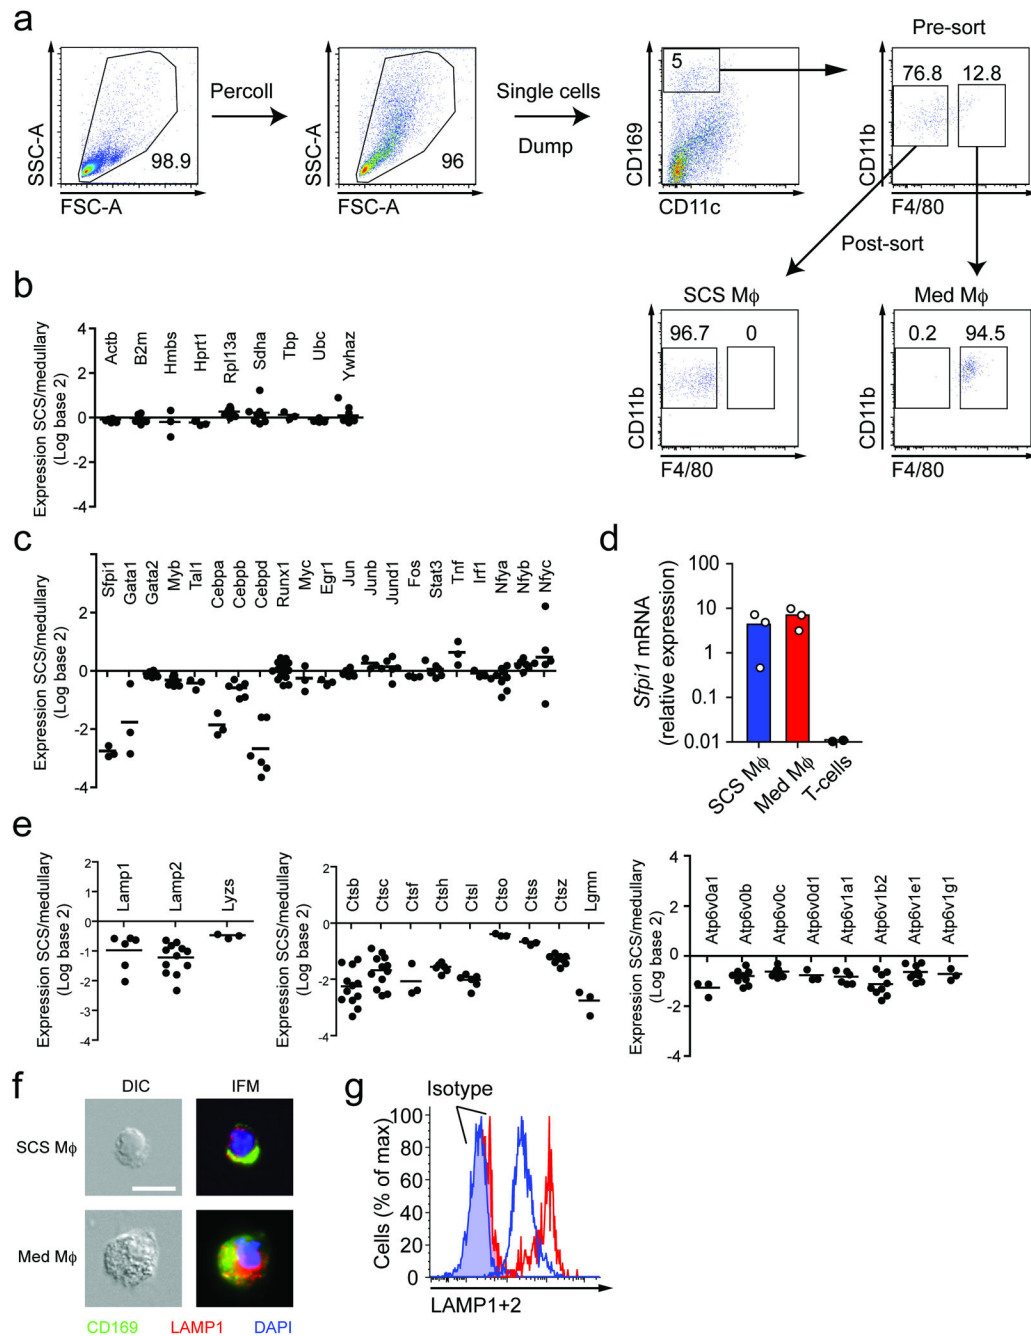 a
SSC-A
FSC-A
98.9
Percoll
SSC-A
FSC-A
96
Single cells
Dump
CD169
CD11c
5
Pre-sort
76.8 12.8
CD11b
F4/80
Post-sort
SCS Mϕ
96.7 0
CD11b
F4/80
Med Mϕ
0.2 94.5
CD11b
F4/80
b
Expression SCS/medullary
(Log base 2)
4
2
0
-2
-4
Actb
B2m
Hmbs
Hprt1
Rpl13a
Sdha
Tbp
Ubc
Ywhaz
c
Expression SCS/medullary
(Log base 2)
2
0
-2
-4
Sfpi1
Gata1
Gata2
Myb
Tal1
Cebpa
Cebpb
Cebpd
Runx1
Myc
Egr1
Jun
Junb
Jund1
Fos
Stat3
Tnf
Irf1
Nfya
Nfyb
Nfyc
d
Sfpi1 mRNA
(relative expression)
100
10
1
0.1
0.01
SCS Mϕ
Med Mϕ
T-cells
e
Expression SCS/medullary
(Log base 2)
2
1
0
-1
-2
-3
-4
Lamp1
Lamp2
Lyzs
Expression SCS/medullary
(Log base 2)
2
0
-2
-4
Ctsb
Ctsc
Ctsf
Ctsh
Ctsl
Ctso
Ctss
Ctsz
Lgmn
Expression SCS/medullary
(Log base 2)
4
2
0
-2
-4
Atp6v0a1
Atp6v0b
Atp6v0c
Atp6v0d1
Atp6v1a1
Atp6v1b2
Atp6v1e1
Atp6v1g1
f
DIC IFM
SCS Mϕ
Med Mϕ
CD169 LAMP1 DAPI
g
Isotype
Cells (% of max)
100
80
60
40
20
0
LAMP1+2